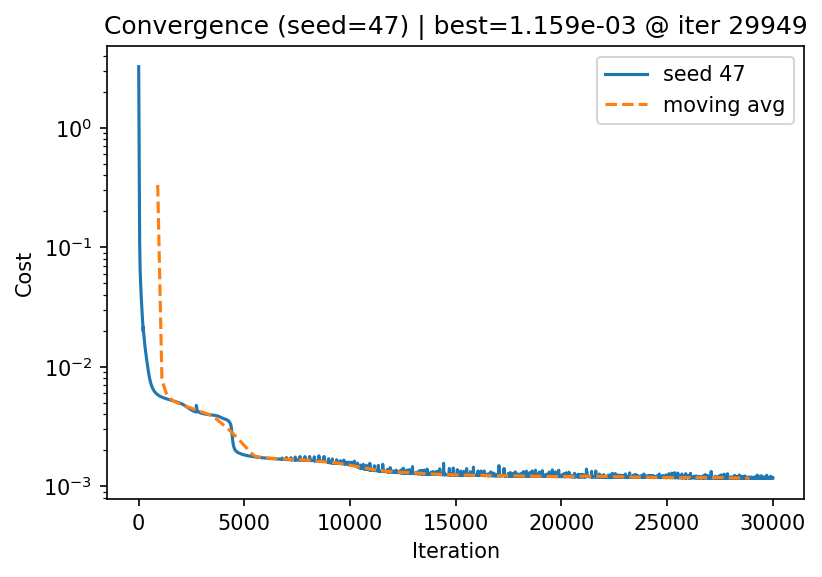 Convergence (seed=47) | best=1.159e-03 @ iter 29949
seed 47
moving avg
Cost
10⁰
10⁻¹
10⁻²
10⁻³
0 5000 10000 15000 20000 25000 30000
Iteration